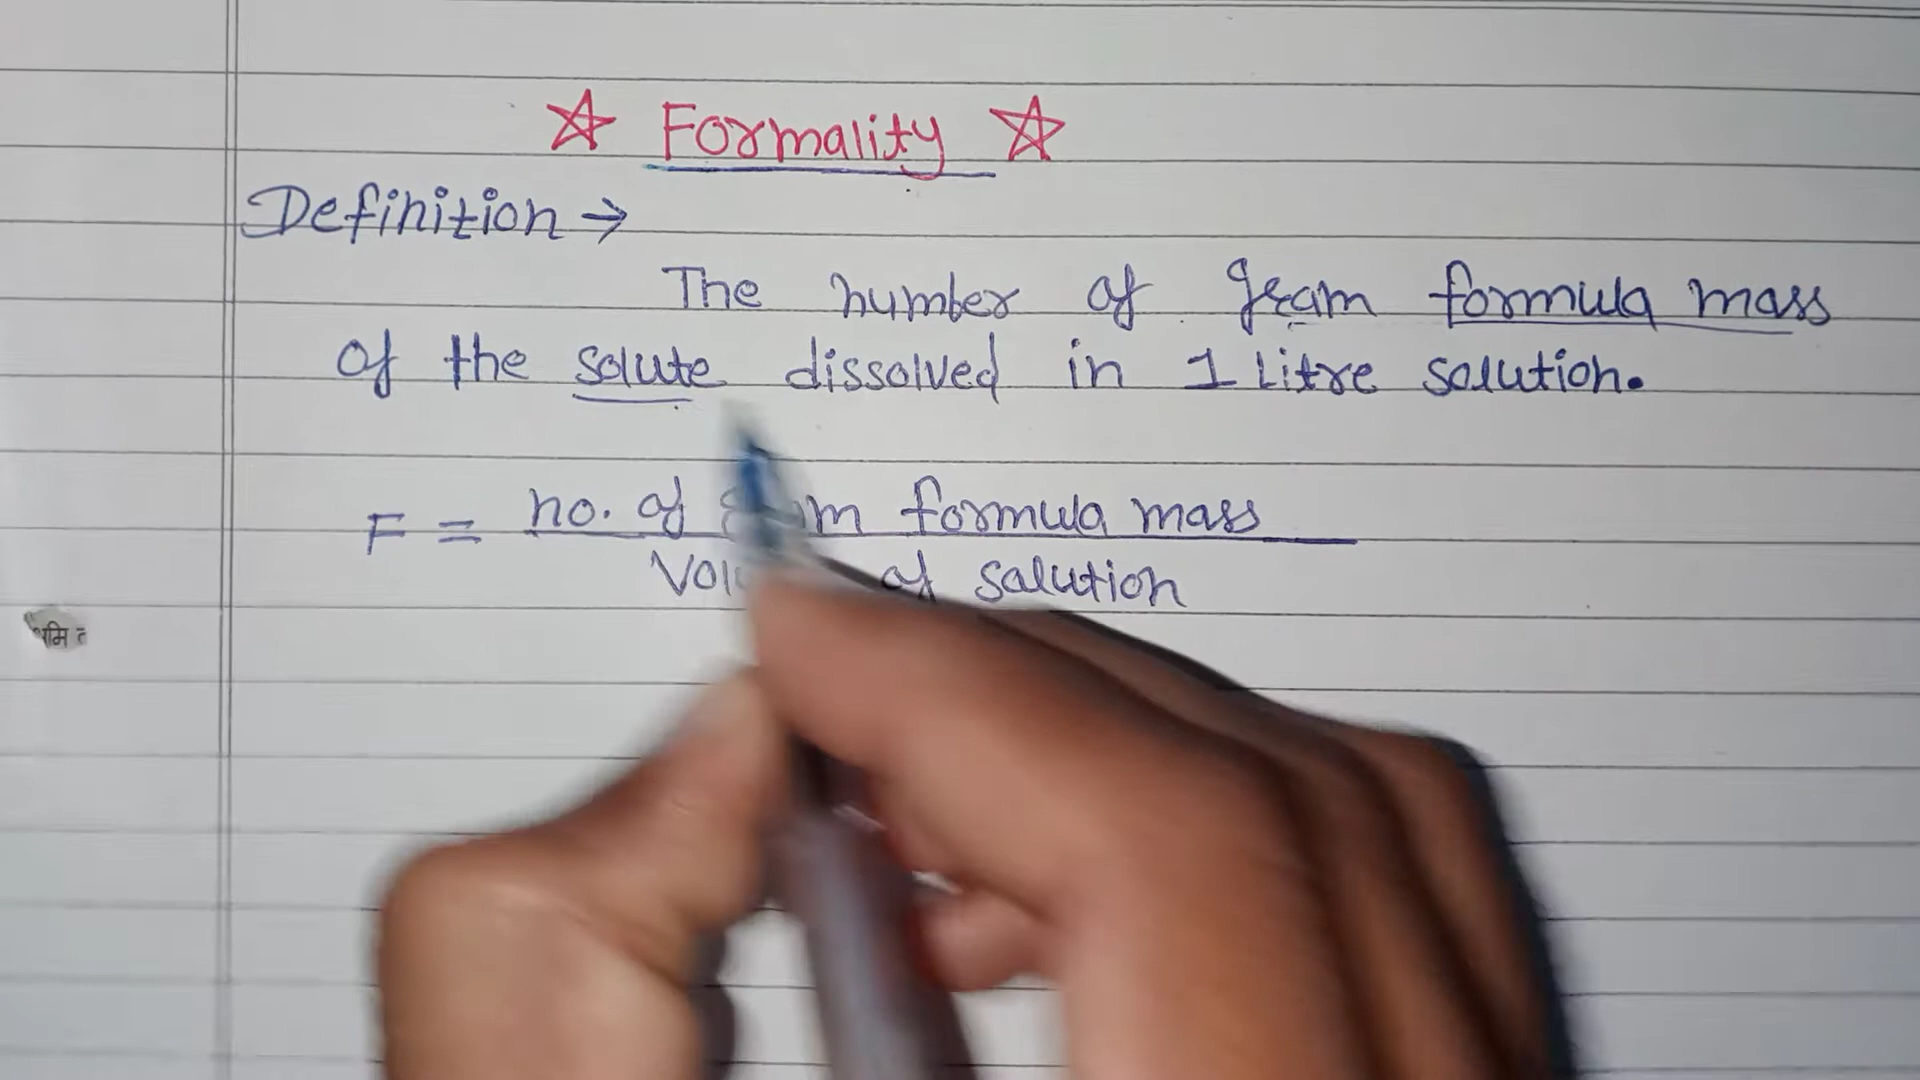 ☆ Formality ☆
Definition →
The number of gram formula mass
of the solute dissolved in 1 Litre solution.
F = no. of formula mass
of solution